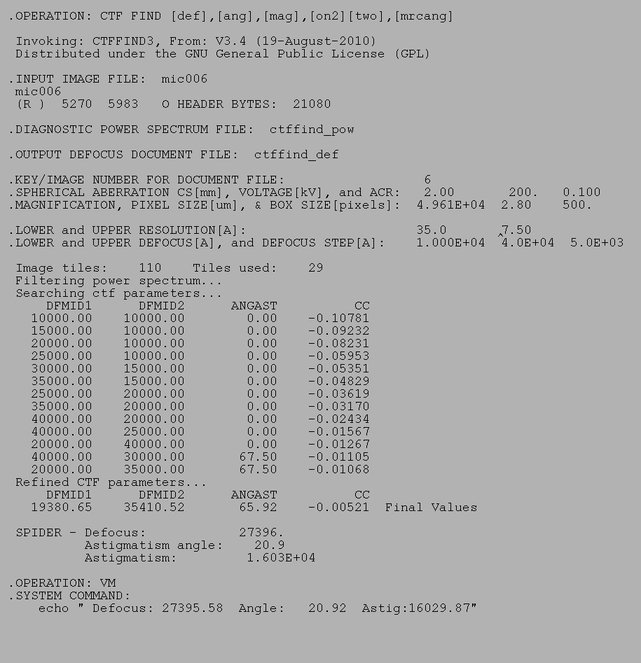 .OPERATION: CTF FIND [def],[ang],[mag],[on2][two],[mrcang]
Invoking: CTFFIND3, From: V3.4 (19-August-2010)
Distributed under the GNU General Public License (GPL)
.INPUT IMAGE FILE: mic006
mic006
(R ) 5270 5983 O HEADER BYTES: 21080
.DIAGNOSTIC POWER SPECTRUM FILE: ctffind_pow
.OUTPUT DEFOCUS DOCUMENT FILE: ctffind_def
.KEY/IMAGE NUMBER FOR DOCUMENT FILE: 6
.SPHERICAL ABERRATION CS[mm], VOLTAGE[kV], and ACR: 2.00 200. 0.100
.MAGNIFICATION, PIXEL SIZE[um], & BOX SIZE[pixels]: 4.961E+04 2.80 500.
.LOWER and UPPER RESOLUTION[A]: 35.0 7.50
.LOWER and UPPER DEFOCUS[A], and DEFOCUS STEP[A]: 1.000E+04 4.0E+04 5.0E+03
Image tiles: 110 Tiles used: 29
Filtering power spectrum...
Searching ctf parameters...
DFMID1 DFMID2 ANGAST CC
10000.00 10000.00 0.00 -0.10781
15000.00 10000.00 0.00 -0.09232
20000.00 10000.00 0.00 -0.08231
25000.00 10000.00 0.00 -0.05953
30000.00 15000.00 0.00 -0.05351
35000.00 15000.00 0.00 -0.04829
25000.00 20000.00 0.00 -0.03619
35000.00 20000.00 0.00 -0.03170
40000.00 20000.00 0.00 -0.02434
40000.00 25000.00 0.00 -0.01567
20000.00 40000.00 0.00 -0.01267
40000.00 30000.00 67.50 -0.01105
20000.00 35000.00 67.50 -0.01068
Refined CTF parameters...
DFMID1 DFMID2 ANGAST CC
19380.65 35410.52 65.92 -0.00521 Final Values
SPIDER - Defocus: 27396.
Astigmatism angle: 20.9
Astigmatism: 1.603E+04
.OPERATION: VM
.SYSTEM COMMAND:
echo " Defocus: 27395.58 Angle: 20.92 Astig:16029.87"